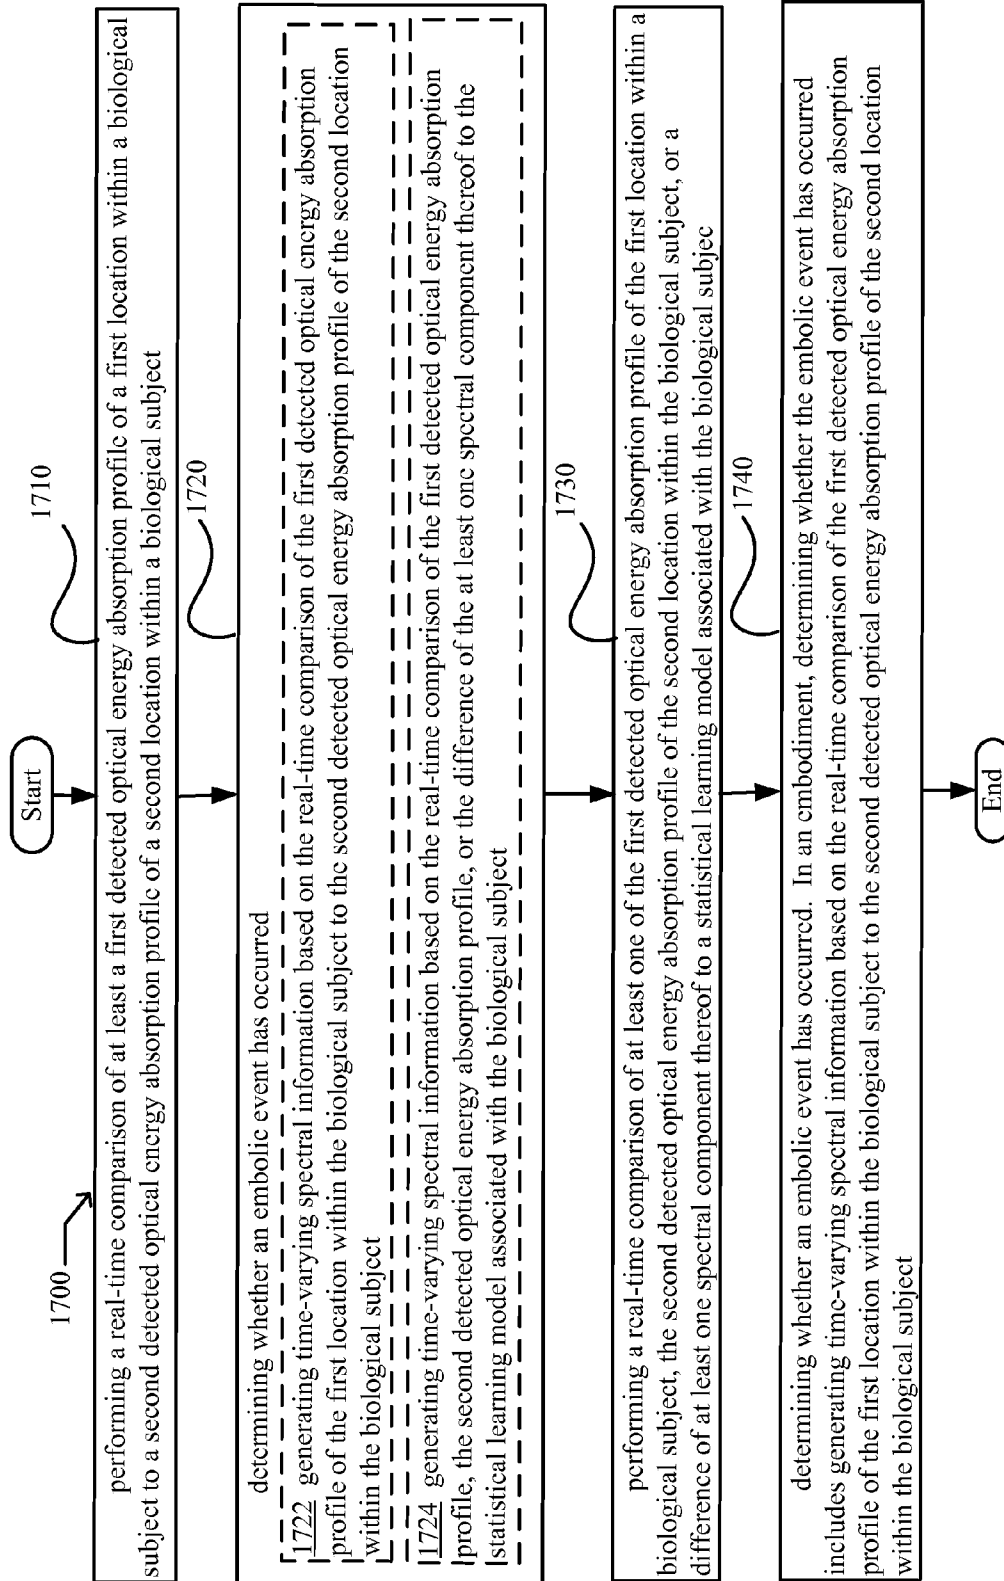 1700
Start
1710
performing a real-time comparison of at least a first detected optical energy absorption profile of a first location within a biological
subject to a second detected optical energy absorption profile of a second location within a biological subject
1720
determining whether an embolic event has occurred
1722 generating time-varying spectral information based on the real-time comparison of the first detected optical energy absorption
profile of the first location within the biological subject to the second detected optical energy absorption profile of the second location
within the biological subject
1724 generating time-varying spectral information based on the real-time comparison of the first detected optical energy absorption
profile, the second detected optical energy absorption profile, or the difference of the at least one spectral component thereof to the
statistical learning model associated with the biological subject
1730
performing a real-time comparison of at least one of the first detected optical energy absorption profile of the first location within a
biological subject, the second detected optical energy absorption profile of the second location within the biological subject, or a
difference of at least one spectral component thereof to a statistical learning model associated with the biological subjec
1740
determining whether an embolic event has occurred. In an embodiment, determining whether the embolic event has occurred
includes generating time-varying spectral information based on the real-time comparison of the first detected optical energy absorption
profile of the first location within the biological subject to the second detected optical energy absorption profile of the second location
within the biological subject
End